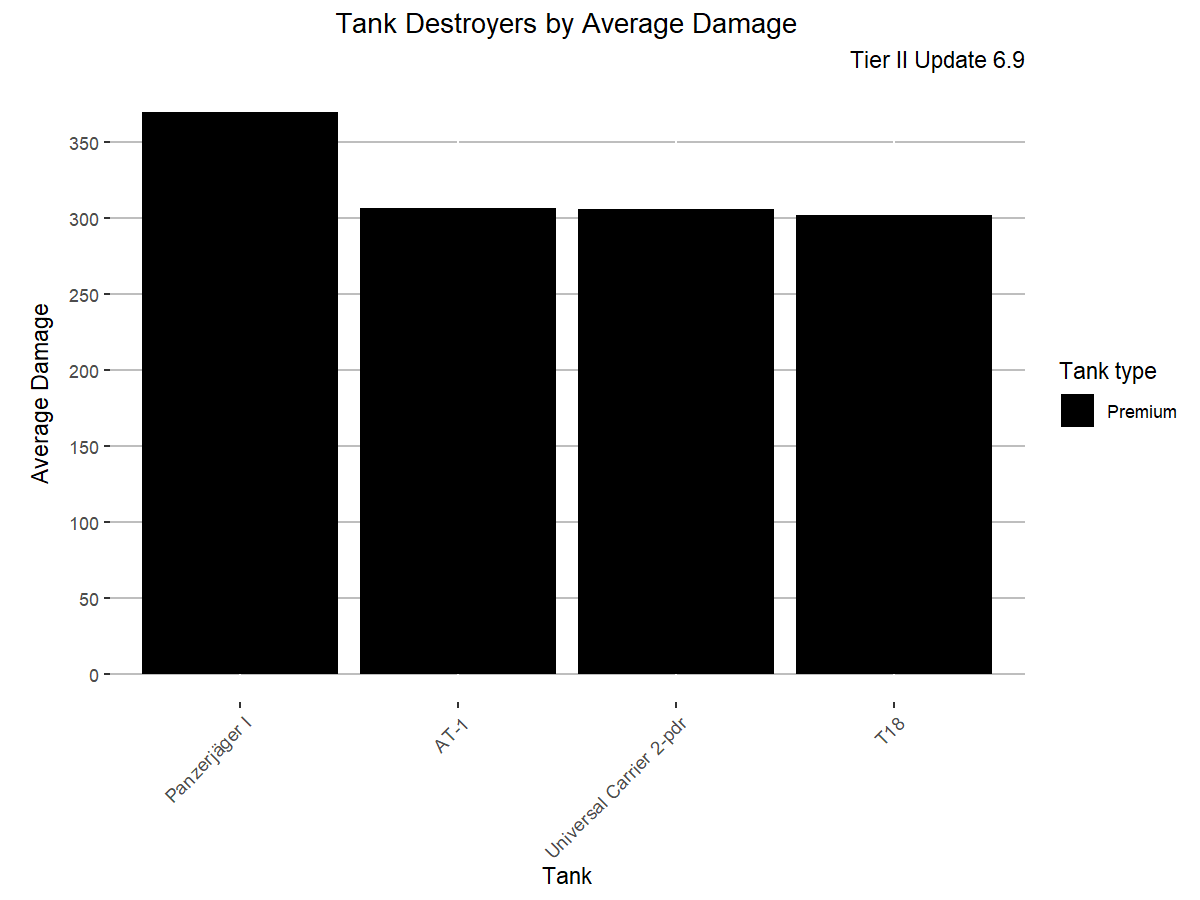 Tank Destroyers by Average Damage
Tier II Update 6.9
Average Damage
350
300
250
200
150
100
50
0
Panzerjäger I
AT-1
Universal Carrier 2-pdr
T18
Tank
Tank type
Premium